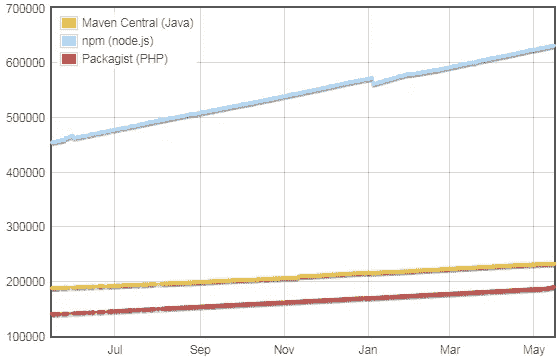 700000
Maven Central (Java)
npm (node.js)
Packagist (PHP)
600000
500000
400000
300000
200000
100000
Jul Sep Nov Jan Mar May